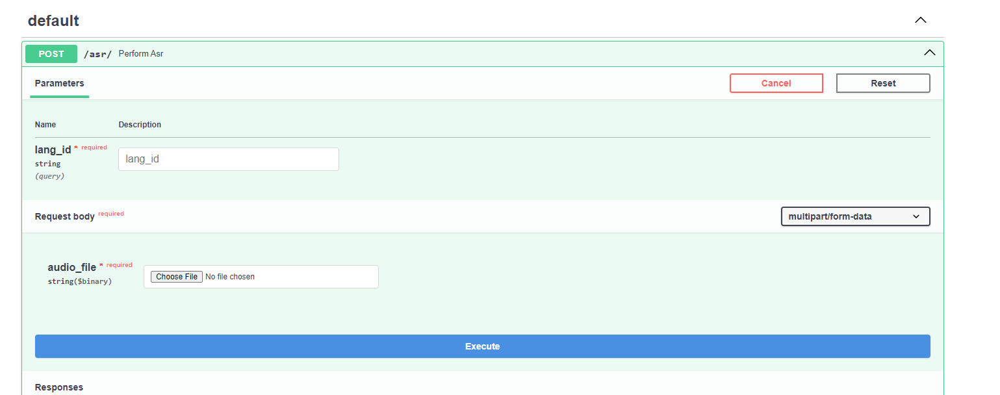 default
POST /asr/ Perform Asr
Parameters
Cancel
Reset
Name Description
lang_id * required
string
(query)
lang_id
Request body required
multipart/form-data
audio_file * required
string($binary)
Choose File No file chosen
Execute
Responses